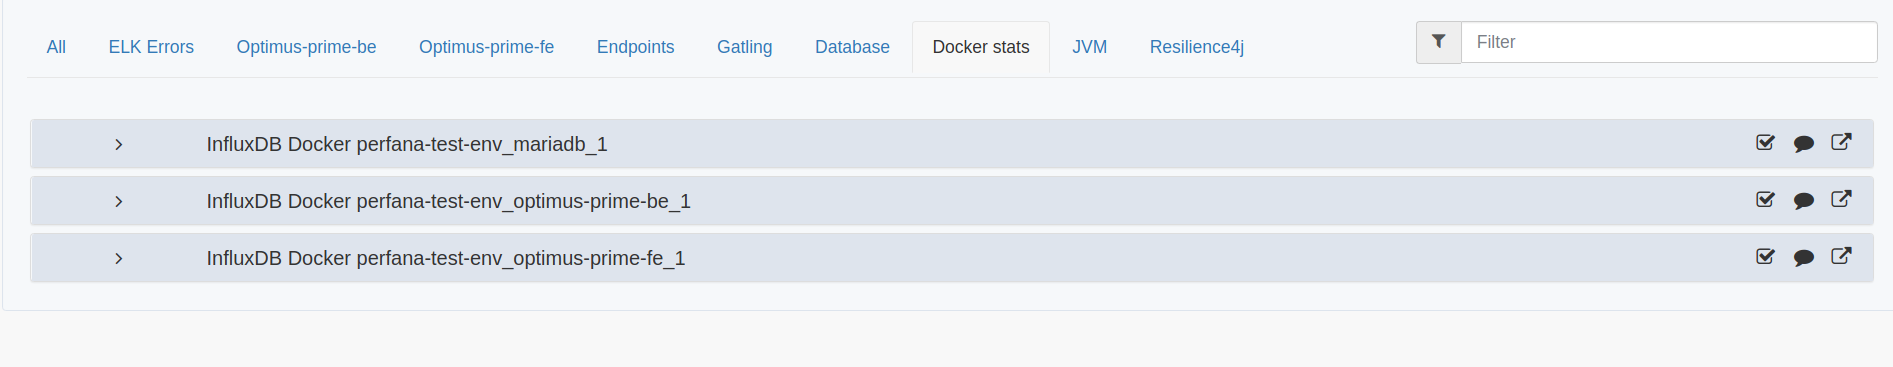 All ELK Errors Optimus-prime-be Optimus-prime-fe Endpoints Gatling Database Docker stats JVM Resilience4j Filter
InfluxDB Docker perfana-test-env_mariadb_1
InfluxDB Docker perfana-test-env_optimus-prime-be_1
InfluxDB Docker perfana-test-env_optimus-prime-fe_1